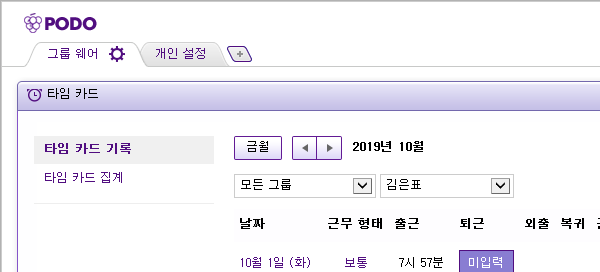 PODO
그룹 웨어 개인 설정
타임 카드
타임 카드 기록
타임 카드 집계
금월 2019년 10월
모든 그룹 김은표
날짜 근무 형태 출근 퇴근 외출 복귀
10월 1일 (화) 보통 7시 57분 미입력